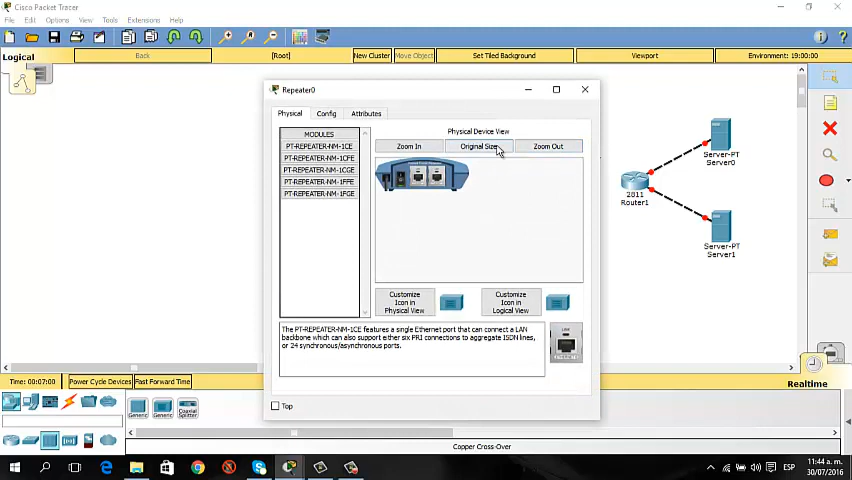 Cisco Packet Tracer
File Edit Options View Tools Extensions Help
Logical
Back
[Root]
New Cluster
Move Object
Set Tiled Background
Viewport
Environment: 19:00:00
Repeater0
Physical Config Attributes
MODULES
PT-REPEATER-NM-1CE
PT-REPEATER-NM-1CFE
PT-REPEATER-NM-1CGE
PT-REPEATER-NM-1FFE
PT-REPEATER-NM-1FGE
Physical Device View
Zoom In
Original Size
Zoom Out
Customize
Icon in
Physical View
Customize
Icon in
Logical View
The PT-REPEATER-NM-1CE features a single Ethernet port that can connect a LAN
backbone which can also support either six PRI connections to aggregate ISDN lines,
or 24 synchronous/asynchronous ports.
Top
Server-PT
Server0
2811
Router1
Server-PT
Server1
Time: 00:07:00
Power Cycle Devices
Fast Forward Time
Realtime
Generic
Generic
Coaxial
Splitter
Copper Cross-Over
ESP
11:44 a. m.
30/07/2016